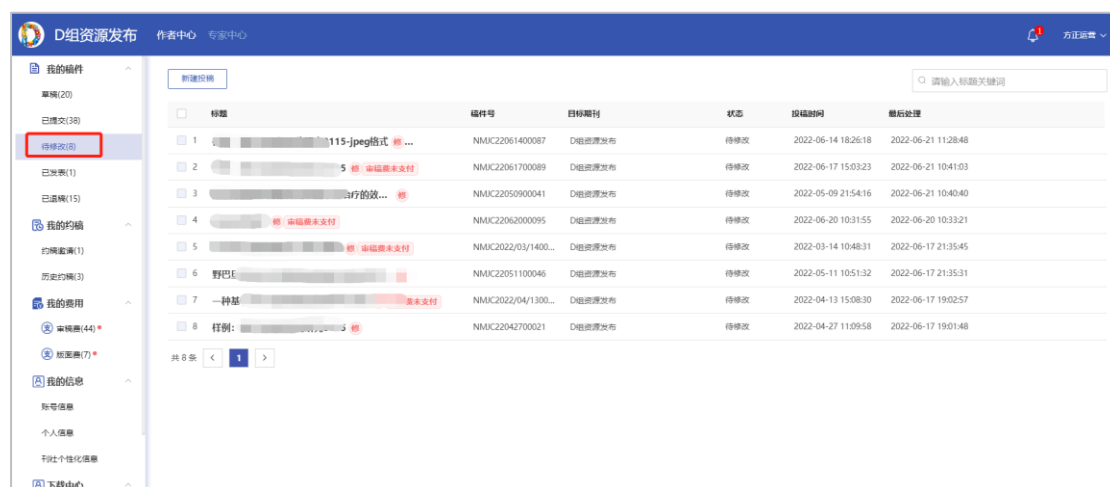 D组资源发布 作者中心 专家中心 1 方正运营
我的稿件
草稿(20)
已提交(38)
待修改(8)
已发表(1)
已退稿(15)
我的约稿
约稿邀请(1)
历史约稿(3)
我的费用
支 审稿费(44)
支 版面费(7)
我的信息
账号信息
个人信息
刊社个性化信息
下载中心
新建投稿 请输入标题关键词
标题 稿件号 目标期刊 状态 投稿时间 最后处理
1 115-jpeg格式 修 ... NMJC22061400087 D组资源发布 待修改 2022-06-14 18:26:18 2022-06-21 11:28:48
2 5 修 审稿费未支付 NMJC22061700089 D组资源发布 待修改 2022-06-17 15:03:23 2022-06-21 10:41:03
3 治疗的效... 修 NMJC22050900041 D组资源发布 待修改 2022-05-09 21:54:16 2022-06-21 10:40:40
4 修 审稿费未支付 NMJC22062000095 D组资源发布 待修改 2022-06-20 10:31:55 2022-06-20 10:33:21
5 修 审稿费未支付 NMJC2022/03/1400... D组资源发布 待修改 2022-03-14 10:48:31 2022-06-17 21:35:45
6 野巴旦 NMJC22051100046 D组资源发布 待修改 2022-05-11 10:51:32 2022-06-17 21:35:31
7 一种基 费未支付 NMJC2022/04/1300... D组资源发布 待修改 2022-04-13 15:08:30 2022-06-17 19:02:57
8 样例： 5 修 NMJC22042700021 D组资源发布 待修改 2022-04-27 11:09:58 2022-06-17 19:01:48
共 8 条 < 1 >